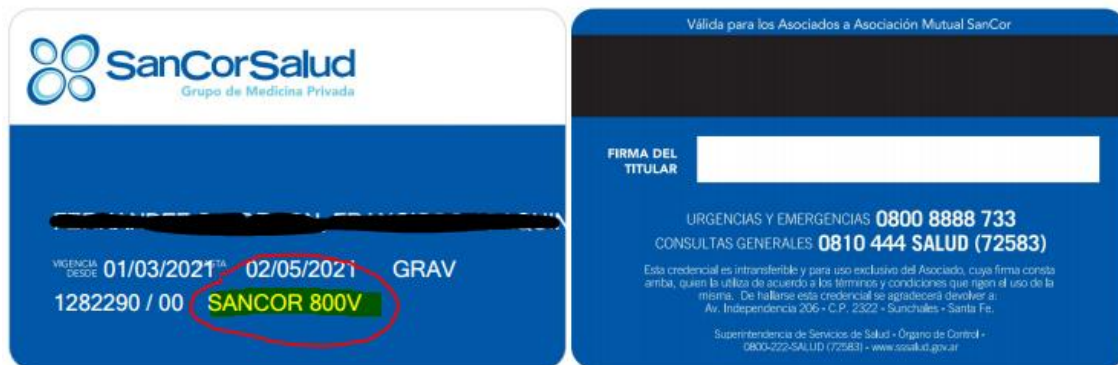 SanCorSalud
Grupo de Medicina Privada
VIGENCIA DESDE 01/03/2021 02/05/2021 GRAV
1282290 / 00 SANCOR 800V
Válida para los Asociados a Asociación Mutual SanCor
FIRMA DEL
TITULAR
URGENCIAS Y EMERGENCIAS 0800 8888 733
CONSULTAS GENERALES 0810 444 SALUD (72583)
Esta credencial es intransferible y para uso exclusivo del Asociado, cuya firma consta
arriba, quien la utiliza de acuerdo a los términos y condiciones que rigen el uso de la
misma. De hallarse esta credencial se agradecerá devolver a:
Av. Independencia 206 - C.P. 2322 - Sunchales - Santa Fe.
Superintendencia de Servicios de Salud - Órgano de Control -
0800-222-SALUD (72583) - www.sssalud.gov.ar